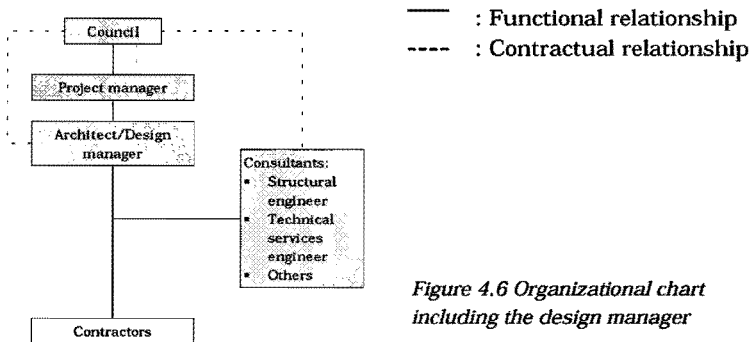 Council
Project manager
Architect/Design
manager
Consultants:
▪ Structural
engineer
▪ Technical
services
engineer
▪ Others
Contractors
: Functional relationship
: Contractual relationship
Figure 4.6 Organizational chart
including the design manager